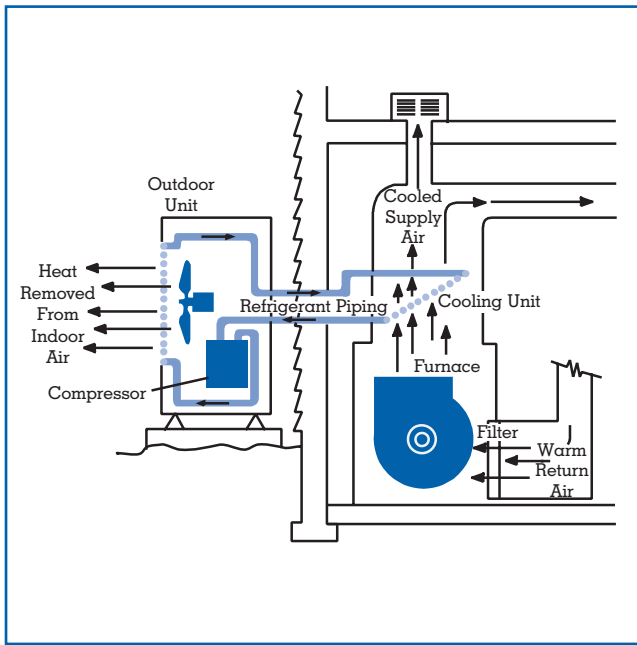 Outdoor
Unit
Heat
Removed
From
Indoor
Air
Compressor
Refrigerant Piping
Cooled
Supply
Air
Cooling Unit
Furnace
Filter
Warm
Return
Air